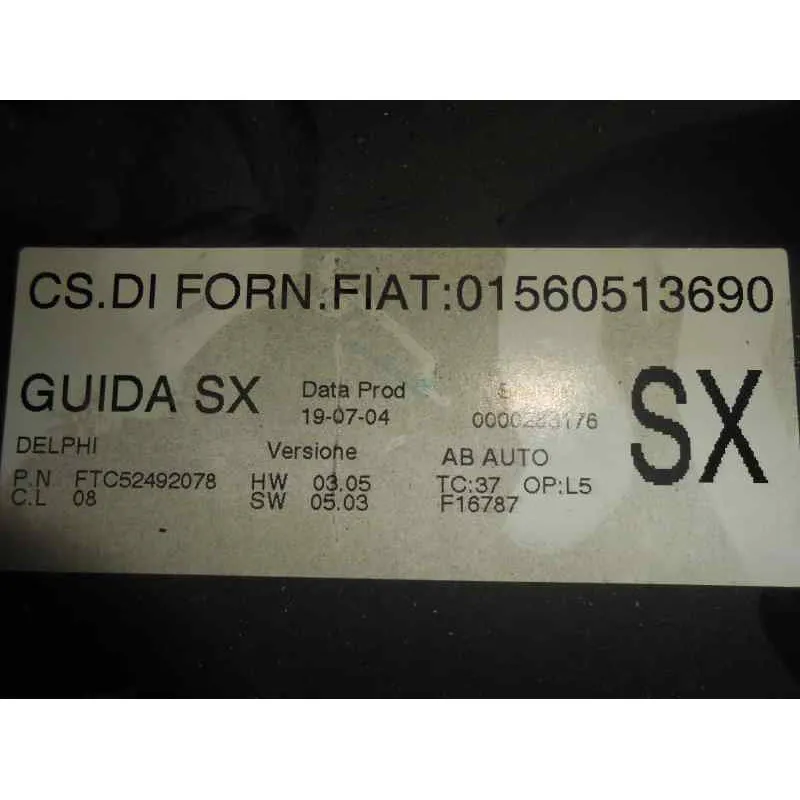 CS.DI FORN.FIAT:01560513690
GUIDA SX
Data Prod
19-07-04
SX
DELPHI
Versione
AB AUTO
P.N FTC52492078
HW 03.05
TC:37 OP:L5
C.L 08
SW 05.03
F16787